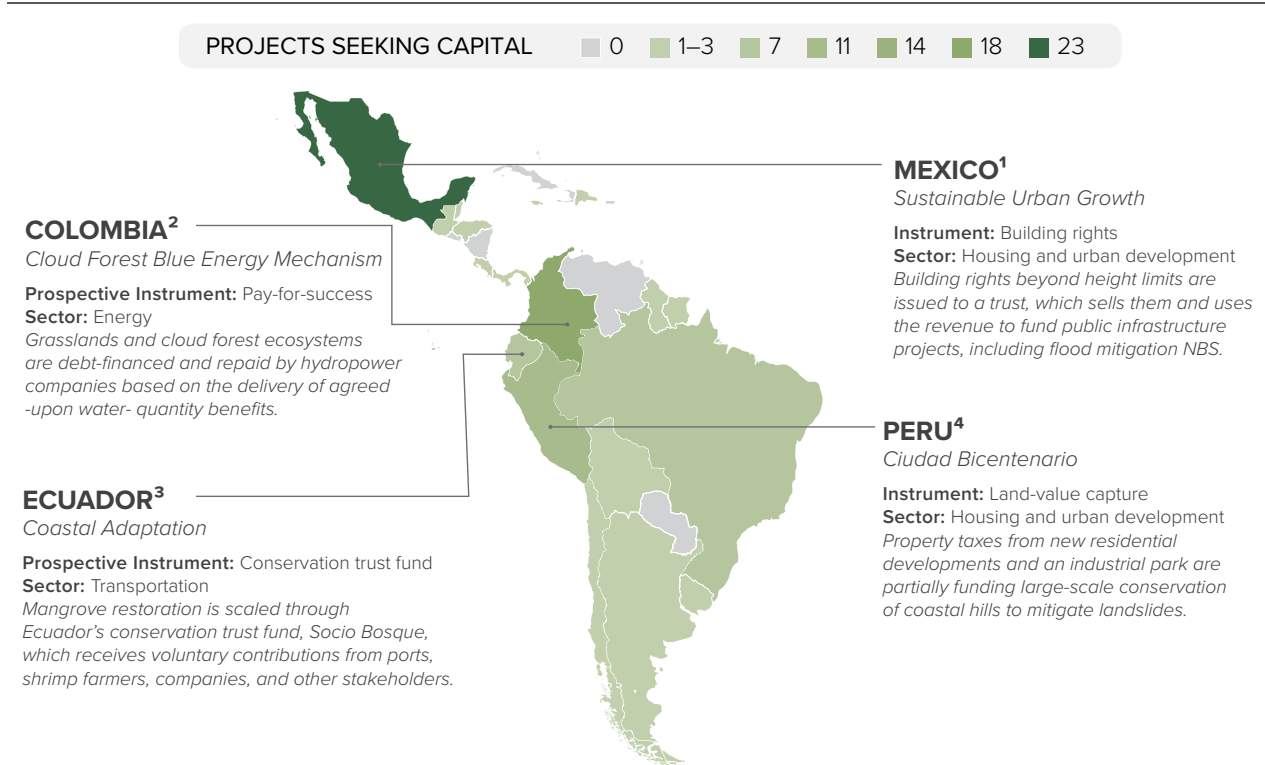 PROJECTS SEEKING CAPITAL 0 1–3 7 11 14 18 23
MEXICO¹
Sustainable Urban Growth
Instrument: Building rights
Sector: Housing and urban development
Building rights beyond height limits are
issued to a trust, which sells them and uses
the revenue to fund public infrastructure
projects, including flood mitigation NBS.
COLOMBIA²
Cloud Forest Blue Energy Mechanism
Prospective Instrument: Pay-for-success
Sector: Energy
Grasslands and cloud forest ecosystems
are debt-financed and repaid by hydropower
companies based on the delivery of agreed
-upon water- quantity benefits.
PERU⁴
Ciudad Bicentenario
Instrument: Land-value capture
Sector: Housing and urban development
Property taxes from new residential
developments and an industrial park are
partially funding large-scale conservation
of coastal hills to mitigate landslides.
ECUADOR³
Coastal Adaptation
Prospective Instrument: Conservation trust fund
Sector: Transportation
Mangrove restoration is scaled through
Ecuador’s conservation trust fund, Socio Bosque,
which receives voluntary contributions from ports,
shrimp farmers, companies, and other stakeholders.